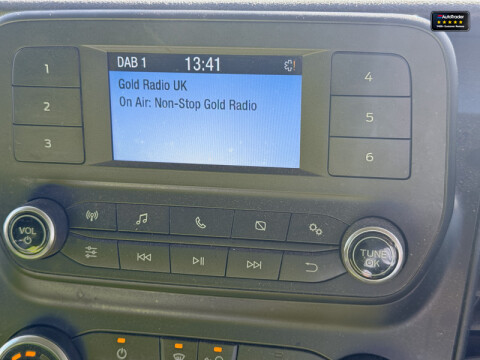 AutoTrader
DAB 1 13:41
1
Gold Radio UK
4
On Air: Non-Stop Gold Radio
2
5
3
6
VOL
TUNE
OK